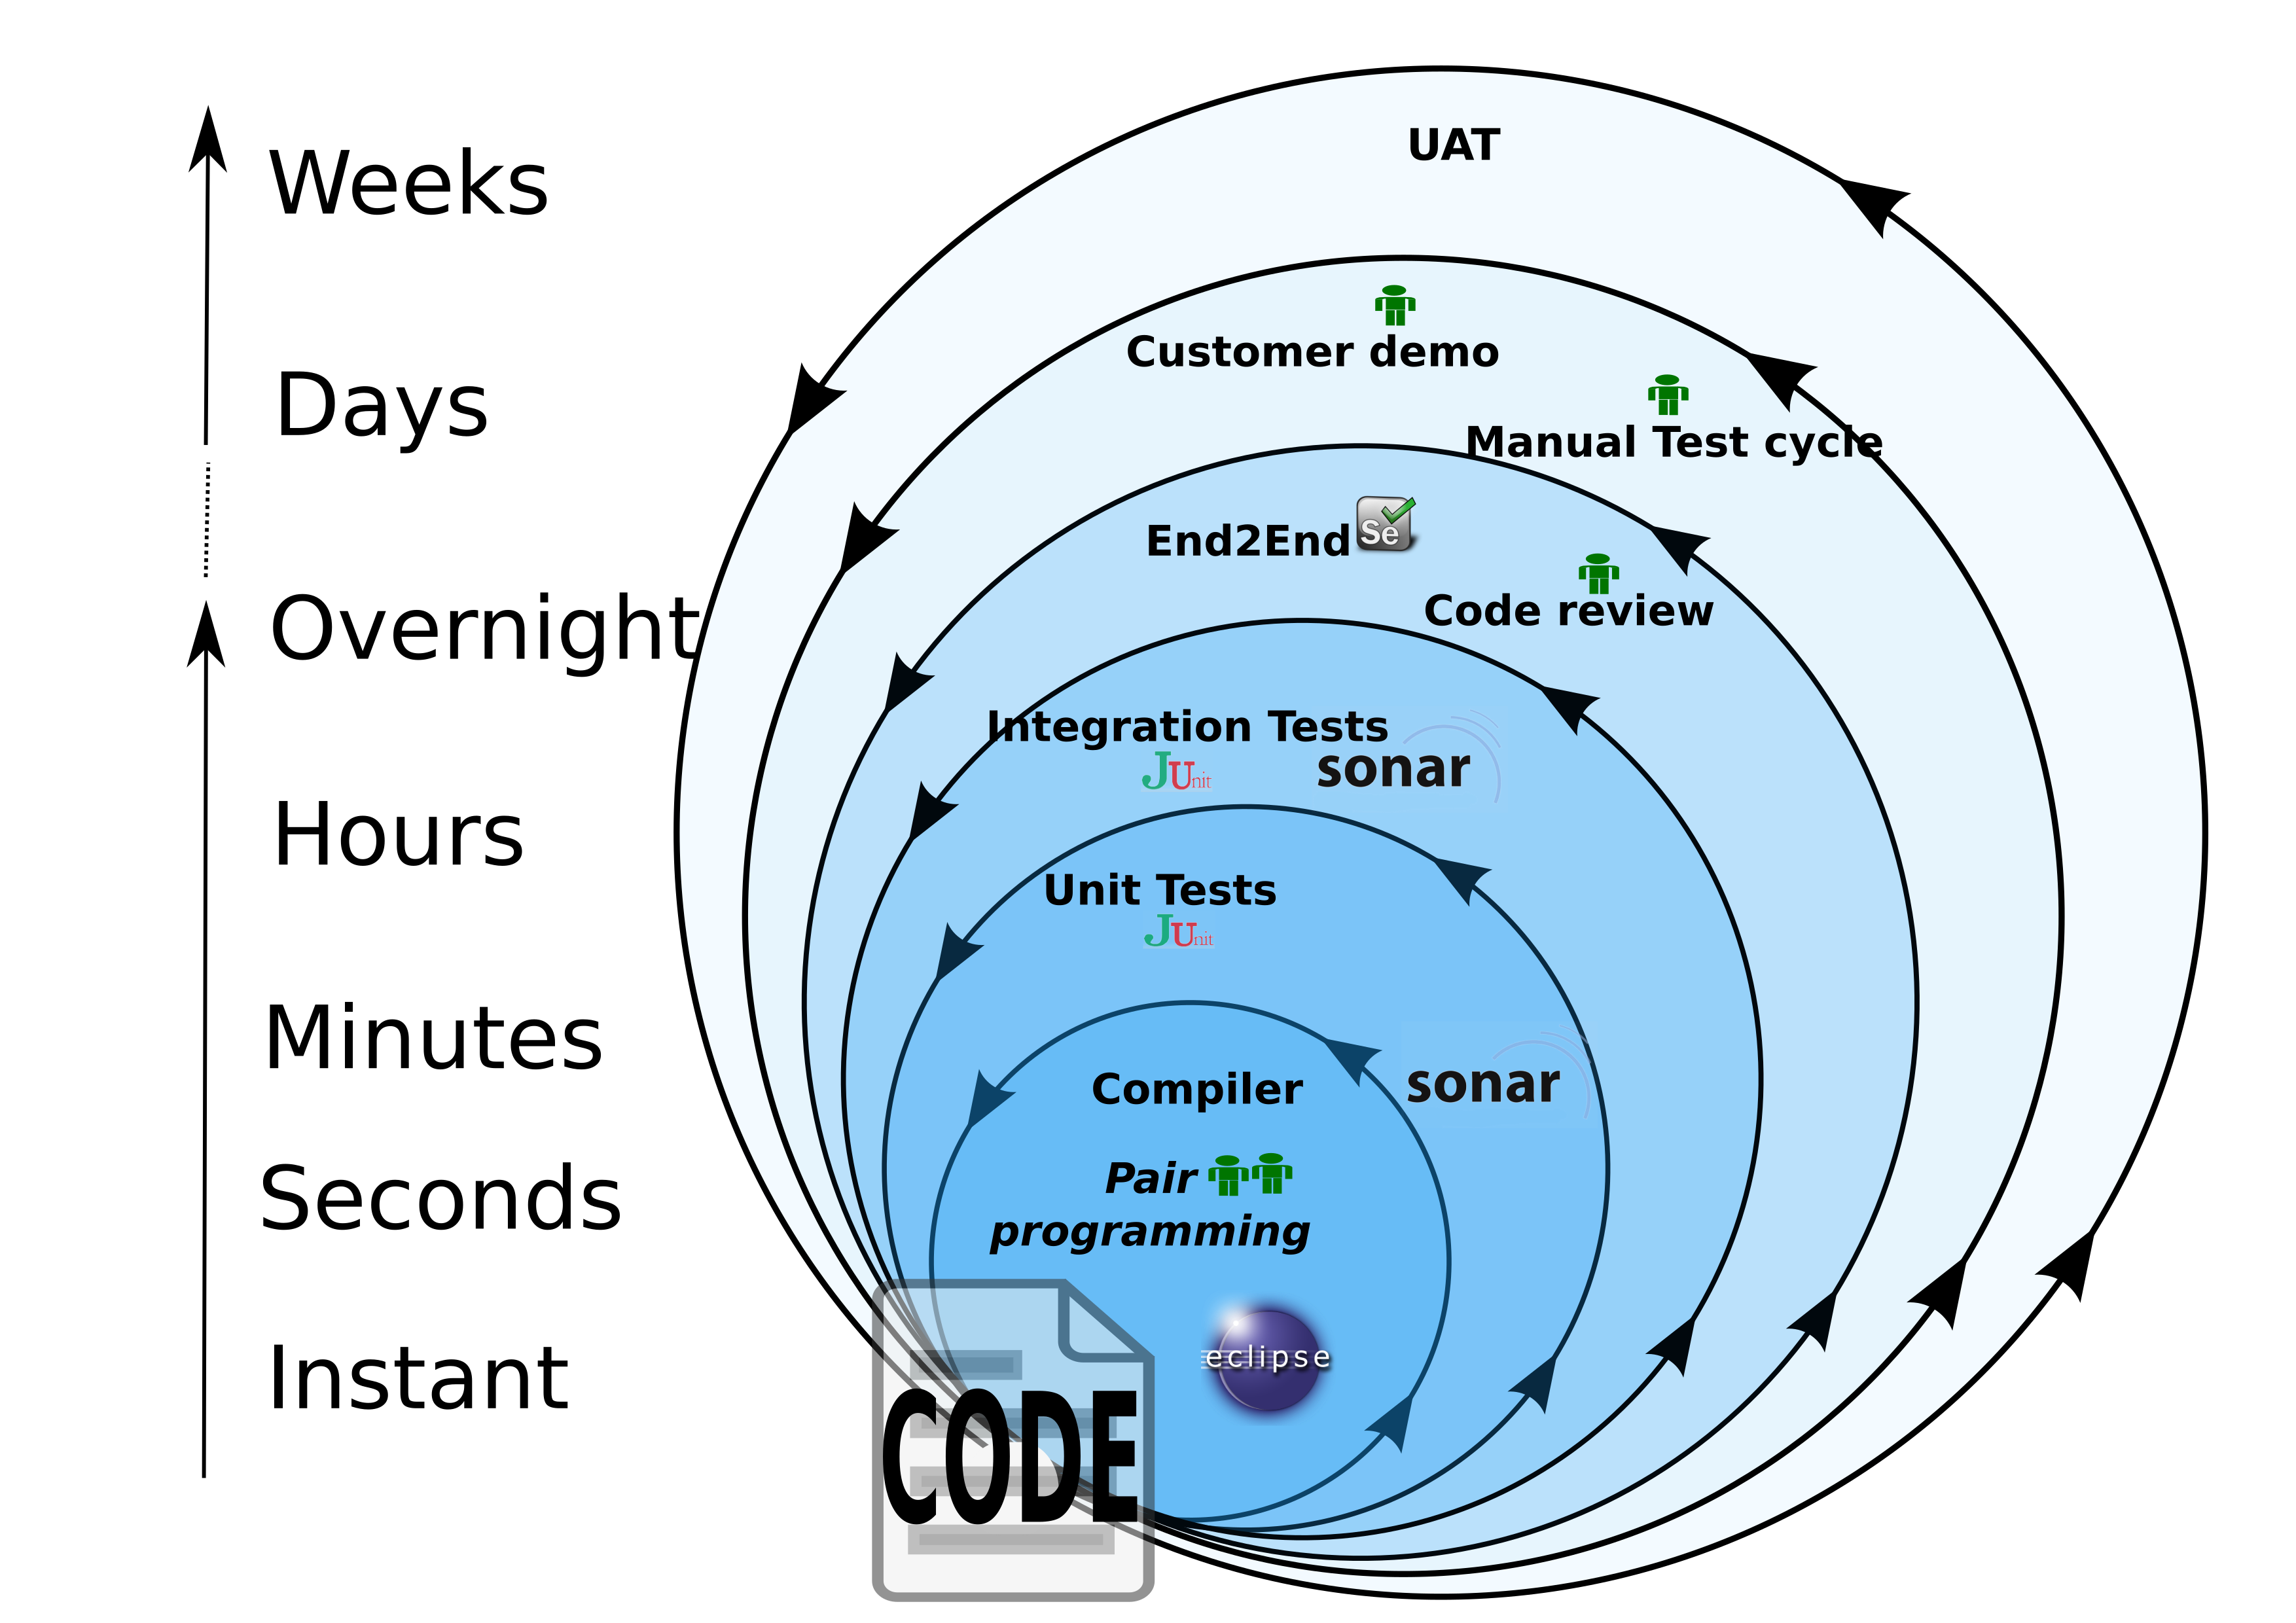 UAT
Weeks
Customer demo
Days
Manual Test cycle
End2End Se
Code review
Overnight
Integration Tests
JUnit sonar
Hours
Unit Tests
JUnit
Minutes
Compiler sonar
Pair
programming
Seconds
eclipse
Instant
CODE